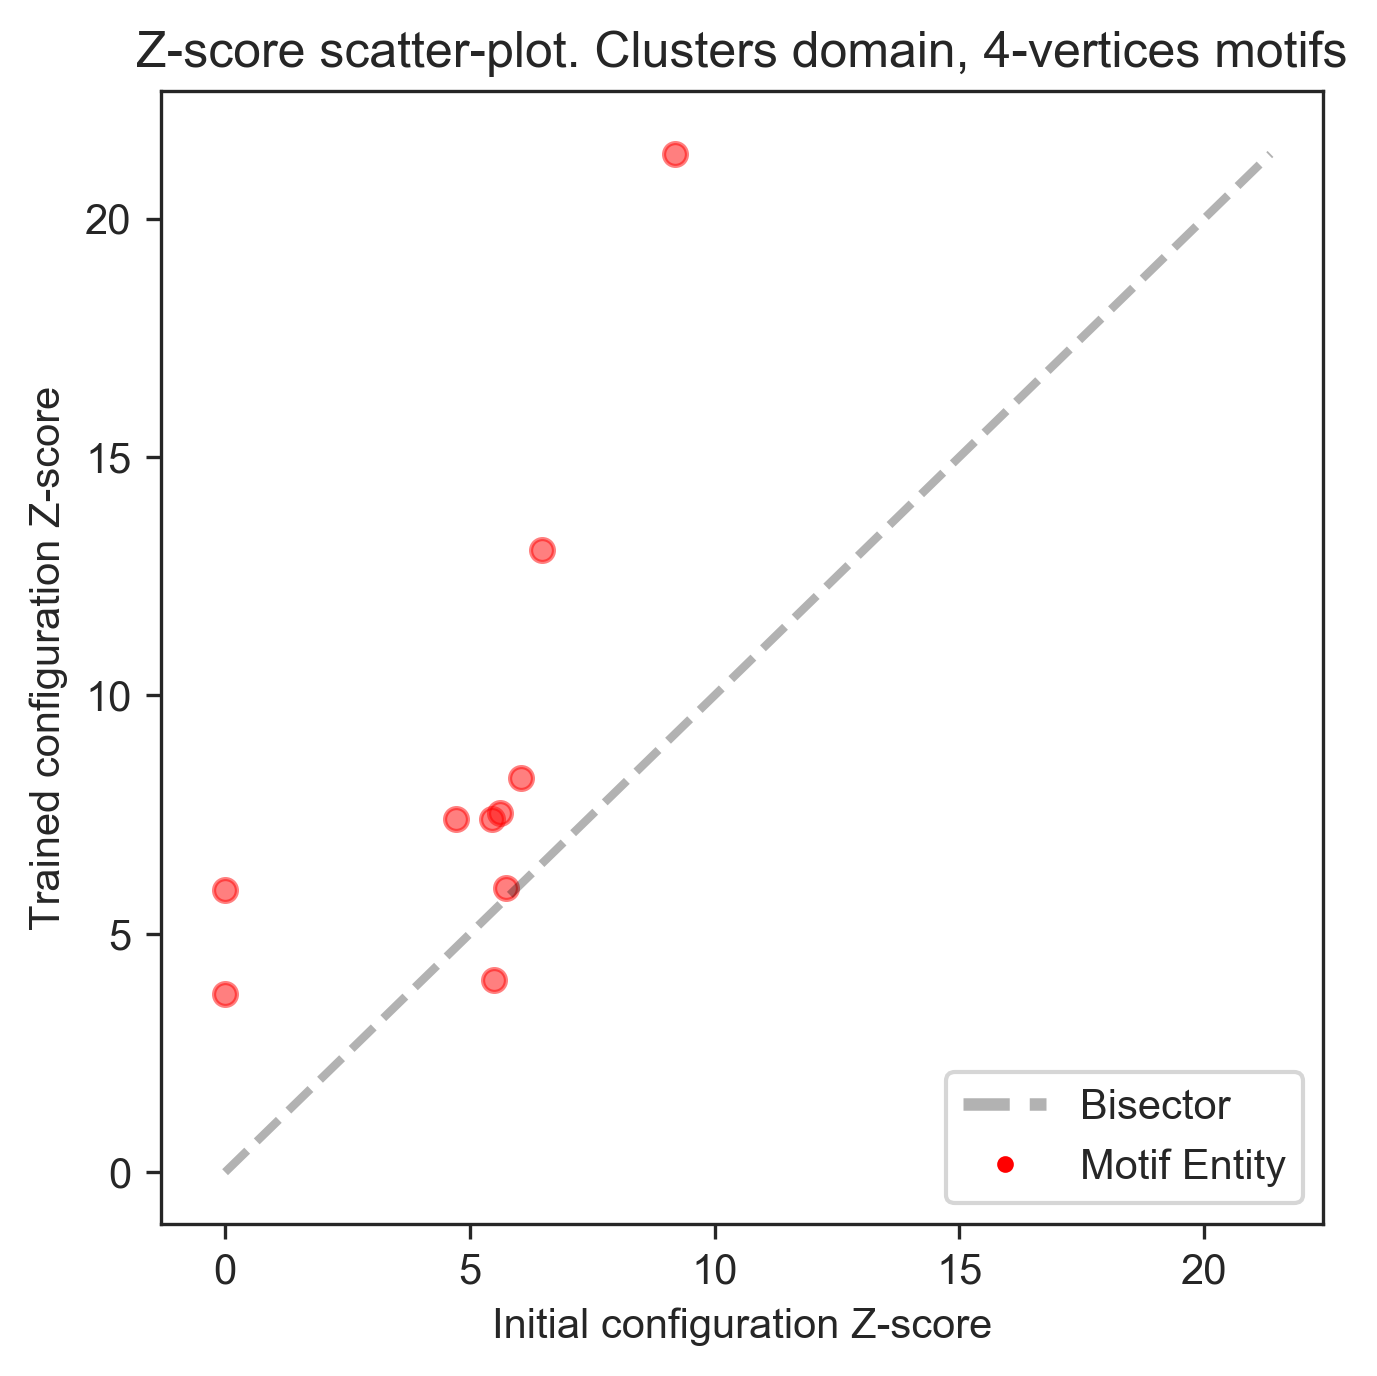 Z-score scatter-plot. Clusters domain, 4-vertices motifs
Trained configuration Z-score
20
15
10
5
0
Bisector
Motif Entity
0 5 10 15 20
Initial configuration Z-score